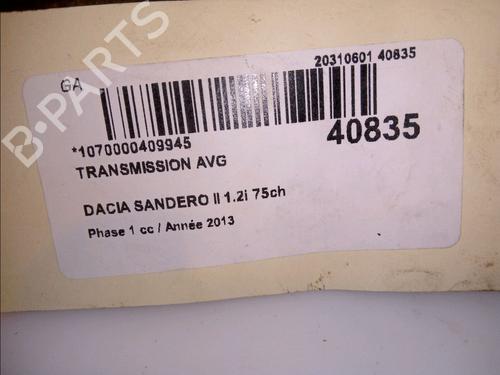 B-PARTS
GA
20310601 40835
*1070000409945
40835
TRANSMISSION AVG
DACIA SANDERO II 1.2i 75ch
Phase 1 cc / Année 2013